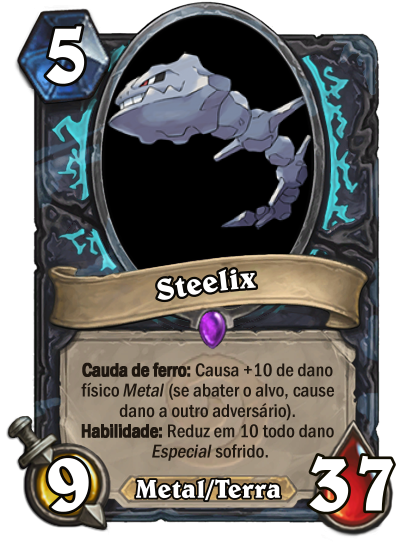 5
Steelix
Cauda de ferro: Causa +10 de dano
físico Metal (se abater o alvo, cause
dano a outro adversário).
Habilidade: Reduz em 10 todo dano
Especial sofrido.
9
Metal/Terra
37